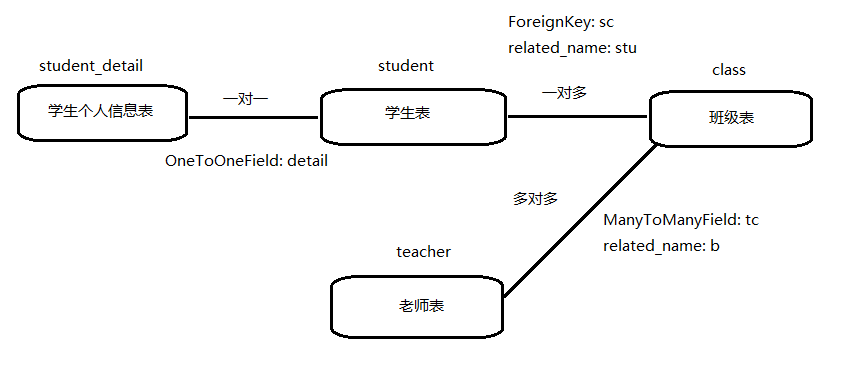 ForeignKey: sc
related_name: stu
student_detail
student
class
学生个人信息表
一对一
学生表
一对多
班级表
OneToOneField: detail
多对多
ManyToManyField: tc
related_name: b
teacher
老师表